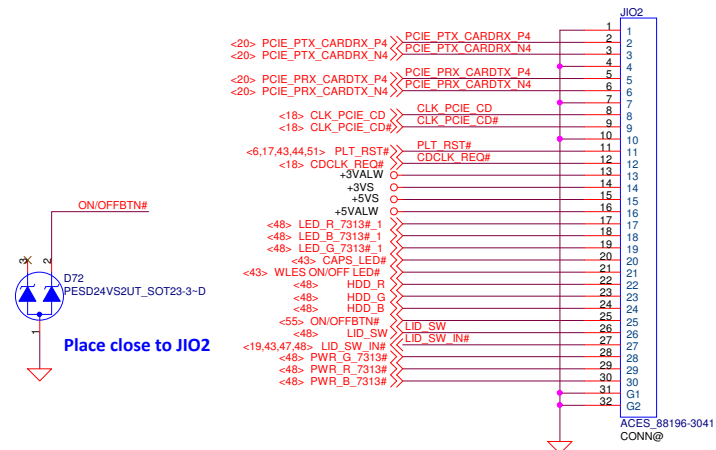 JIO2
<20> PCIE_PTX_CARDRX_P4 PCIE_PTX_CARDRX_P4
<20> PCIE_PTX_CARDRX_N4 PCIE_PTX_CARDRX_N4
<20> PCIE_PRX_CARDTX_P4 PCIE_PRX_CARDTX_P4
<20> PCIE_PRX_CARDTX_N4 PCIE_PRX_CARDTX_N4
<18> CLK_PCIE_CD CLK_PCIE_CD
<18> CLK_PCIE_CD# CLK_PCIE_CD#
<6,17,43,44,51> PLT_RST# PLT_RST#
<18> CDCLK_REQ# CDCLK_REQ#
+3VALW
+3VS
+5VS
+5VALW
<48> LED_R_7313#_1
<48> LED_B_7313#_1
<48> LED_G_7313#_1
<43> CAPS_LED#
<43> WLES ON/OFF LED#
<48> HDD_R
<48> HDD_G
<48> HDD_B
<55> ON/OFFBTN#
<48> LID_SW LID_SW
<19,43,47,48> LID_SW_IN# LID_SW_IN#
<48> PWR_G_7313#
<48> PWR_R_7313#
<48> PWR_B_7313#
1 1
2 2
3 3
4 4
5 5
6 6
7 7
8 8
9 9
10 10
11 11
12 12
13 13
14 14
15 15
16 16
17 17
18 18
19 19
20 20
21 21
22 22
23 23
24 24
25 25
26 26
27 27
28 28
29 29
30 30
31 G1
32 G2
ACES_88196-3041
CONN@
ON/OFFBTN#
3 2
D72
PESD24VS2UT_SOT23-3~D
1
Place close to JIO2